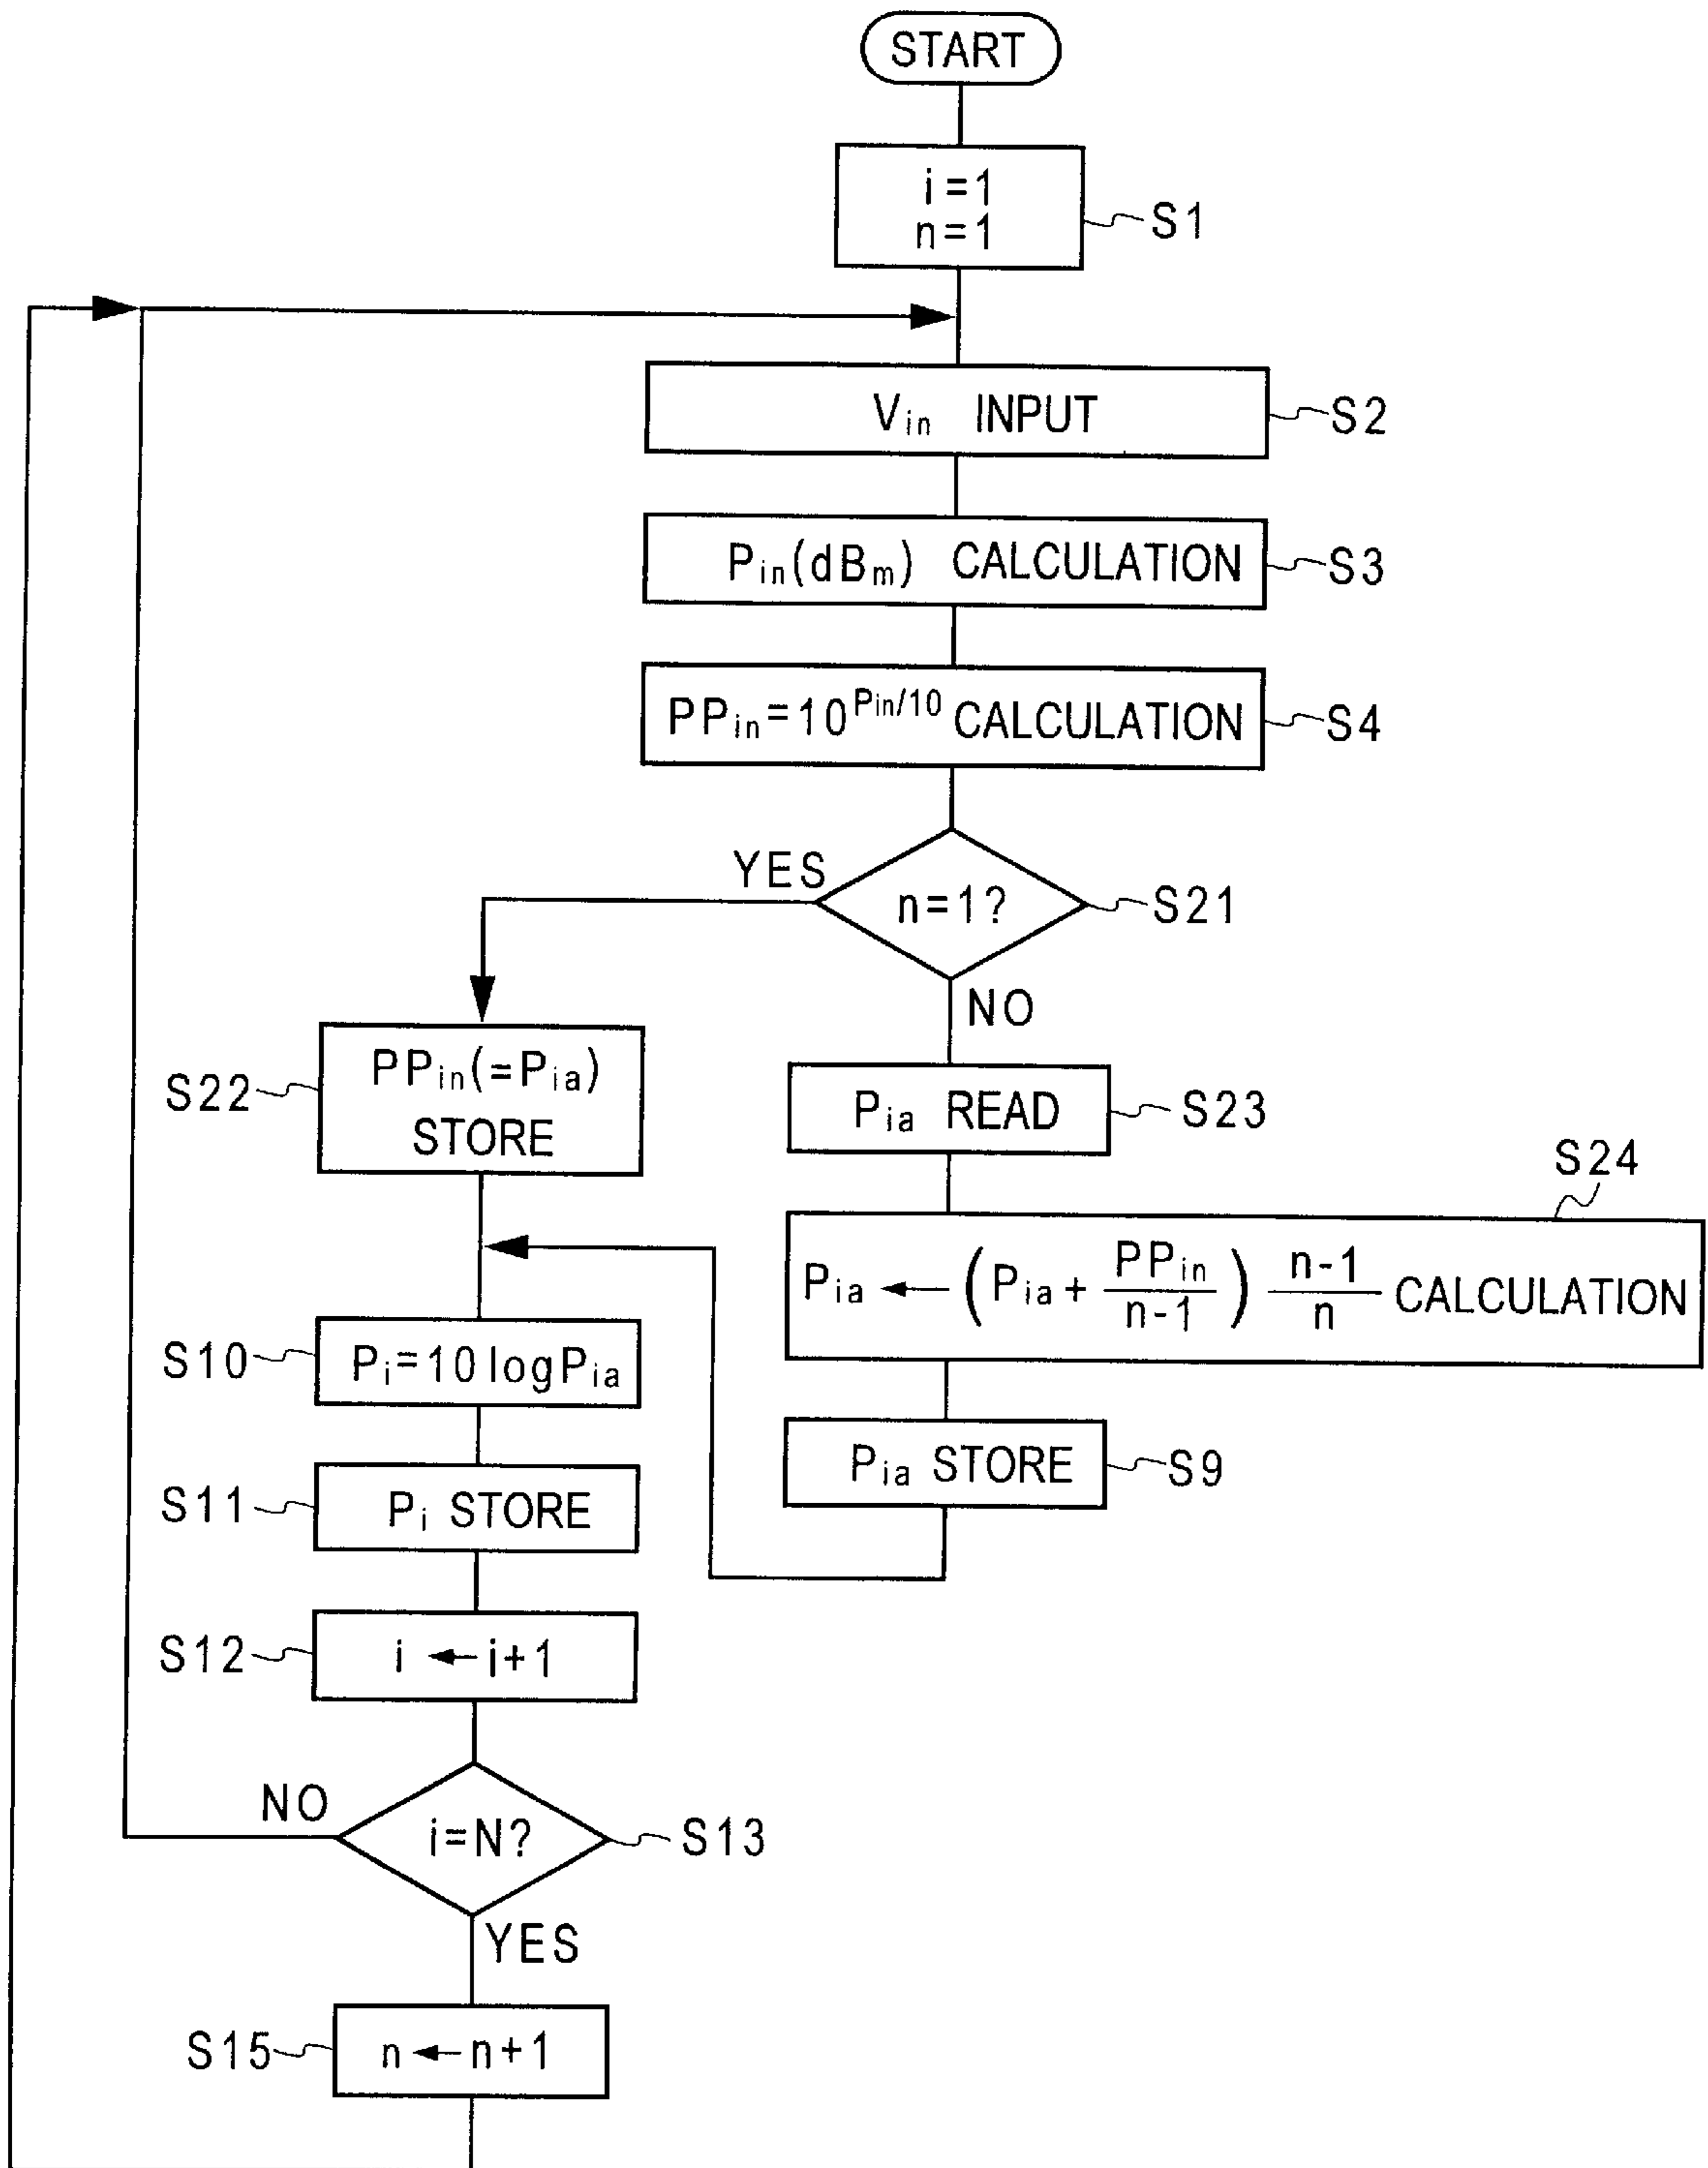 START
i=1
n=1
S1
Vin INPUT
S2
Pin(dBm) CALCULATION
S3
PPin=10^Pin/10 CALCULATION
S4
YES
n=1?
S21
NO
PPin(=Pia)
STORE
S22
Pia READ
S23
S24
Pia ← (Pia + PPin/n-1) n-1/n CALCULATION
S10
Pi=10 logPia
Pia STORE
S9
S11
Pi STORE
S12
i ← i+1
NO
i=N?
S13
YES
S15
n ← n+1